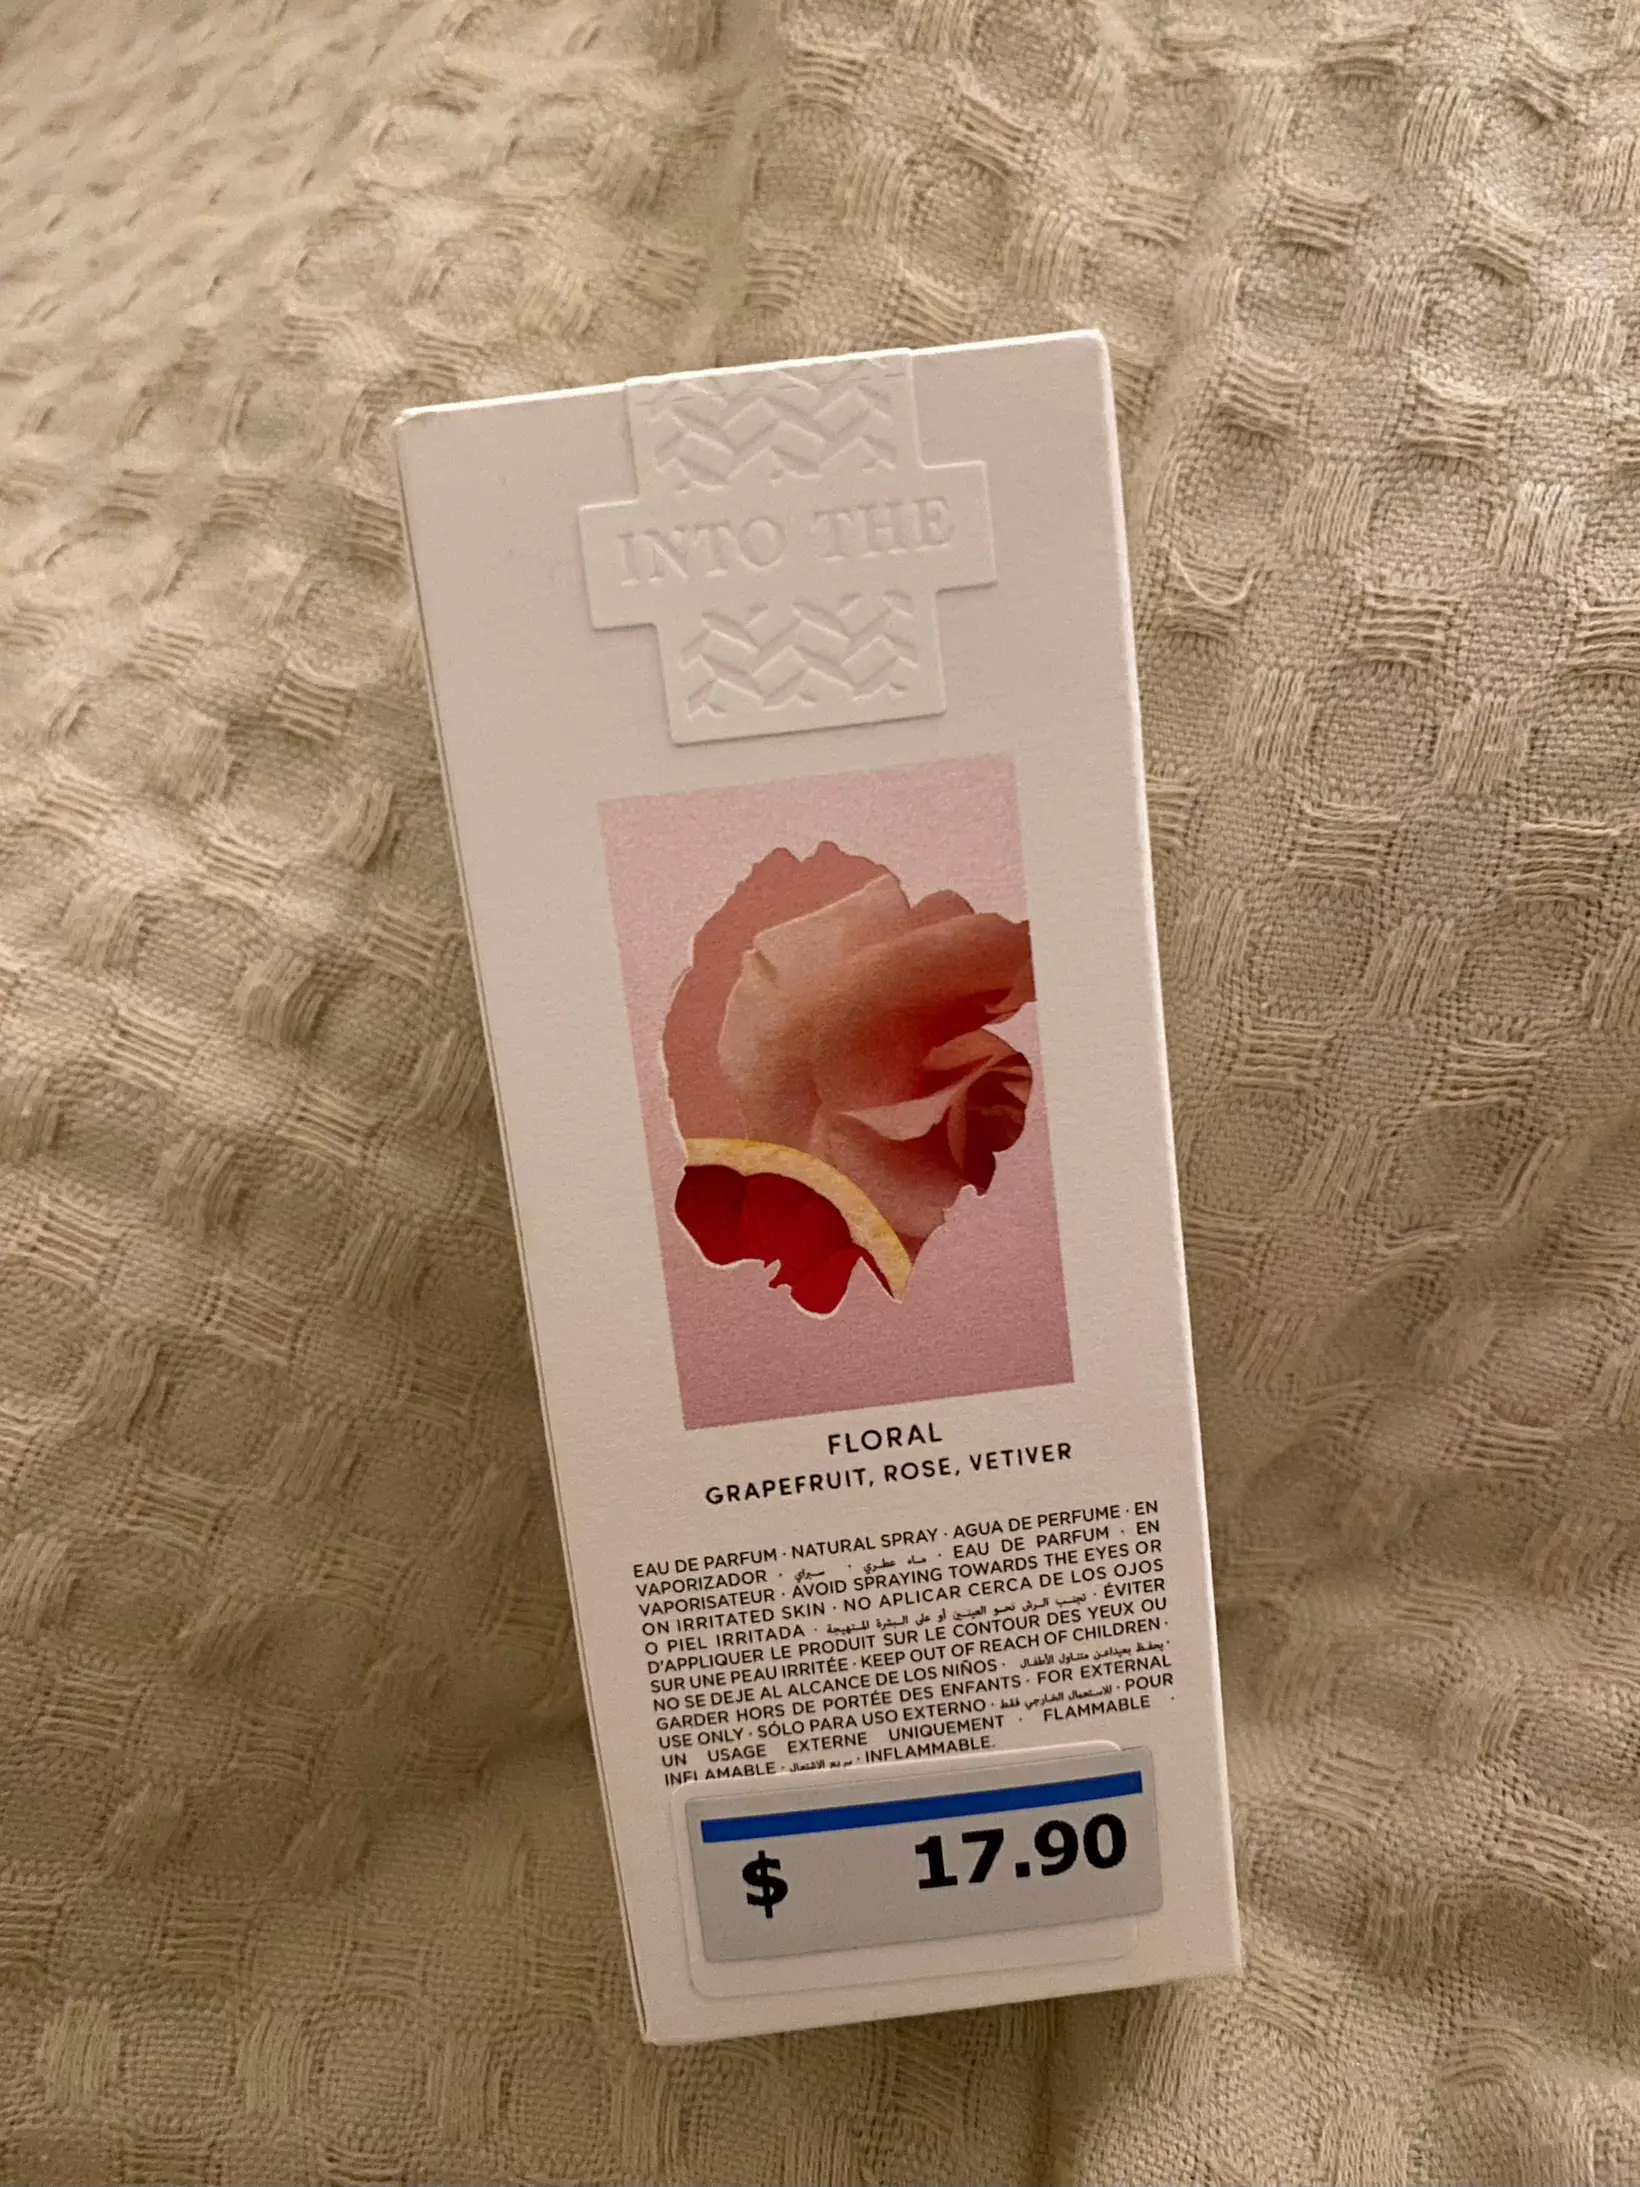 INTO THE
FLORAL
GRAPEFRUIT, ROSE, VETIVER
EAU DE PARFUM · NATURAL SPRAY · AGUA DE PERFUME · EN
VAPORIZADOR · ماء عطري · سبراي · EAU DE PARFUM · EN
VAPORISATEUR · AVOID SPRAYING TOWARDS THE EYES OR
ON IRRITATED SKIN · NO APLICAR CERCA DE LOS OJOS
O PIEL IRRITADA · تجنب الرش نحو العينين أو على البشرة المتهيجة · ÉVITER
D'APPLIQUER LE PRODUIT SUR LE CONTOUR DES YEUX OU
SUR UNE PEAU IRRITÉE · KEEP OUT OF REACH OF CHILDREN ·
NO SE DEJE AL ALCANCE DE LOS NIÑOS · يحفظ بعيداعن متناول الأطفال ·
GARDER HORS DE PORTÉE DES ENFANTS · FOR EXTERNAL
USE ONLY · SÓLO PARA USO EXTERNO · للاستعمال الخارجي فقط · POUR
UN USAGE EXTERNE UNIQUEMENT · FLAMMABLE ·
INFLAMABLE · سريع الاشتعال · INFLAMMABLE.
$ 17.90